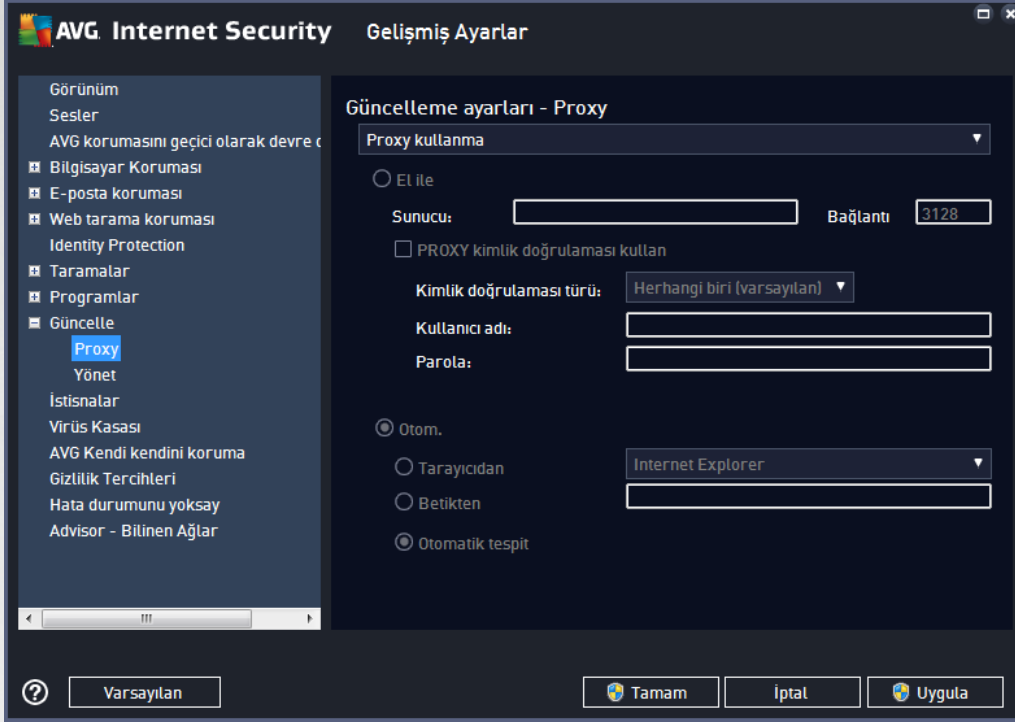 AVG Internet Security Gelişmiş Ayarlar
Görünüm
Sesler
AVG korumasını geçici olarak devre
Bilgisayar Koruması
E-posta koruması
Web tarama koruması
Identity Protection
Taramalar
Programlar
Güncelle
Proxy
Yönet
İstisnalar
Virüs Kasası
AVG Kendi kendini koruma
Gizlilik Tercihleri
Hata durumunu yoksay
Advisor - Bilinen Ağlar
Güncelleme ayarları - Proxy
Proxy kullanma
El ile
Sunucu: Bağlantı 3128
PROXY kimlik doğrulaması kullan
Kimlik doğrulaması türü: Herhangi biri (varsayılan)
Kullanıcı adı:
Parola:
Otom.
Tarayıcıdan Internet Explorer
Betikten
Otomatik tespit
Varsayılan Tamam İptal Uygula